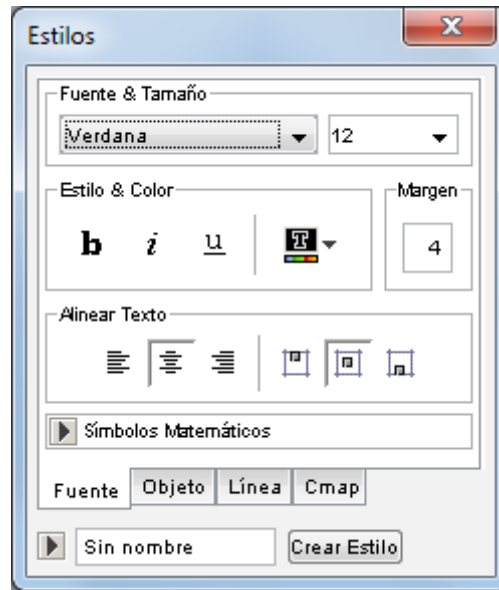 Estilos
Fuente & Tamaño
Verdana
12
Estilo & Color
Margen
b i u T
4
Alinear Texto
Símbolos Matemáticos
Fuente Objeto Línea Cmap
Sin nombre
Crear Estilo